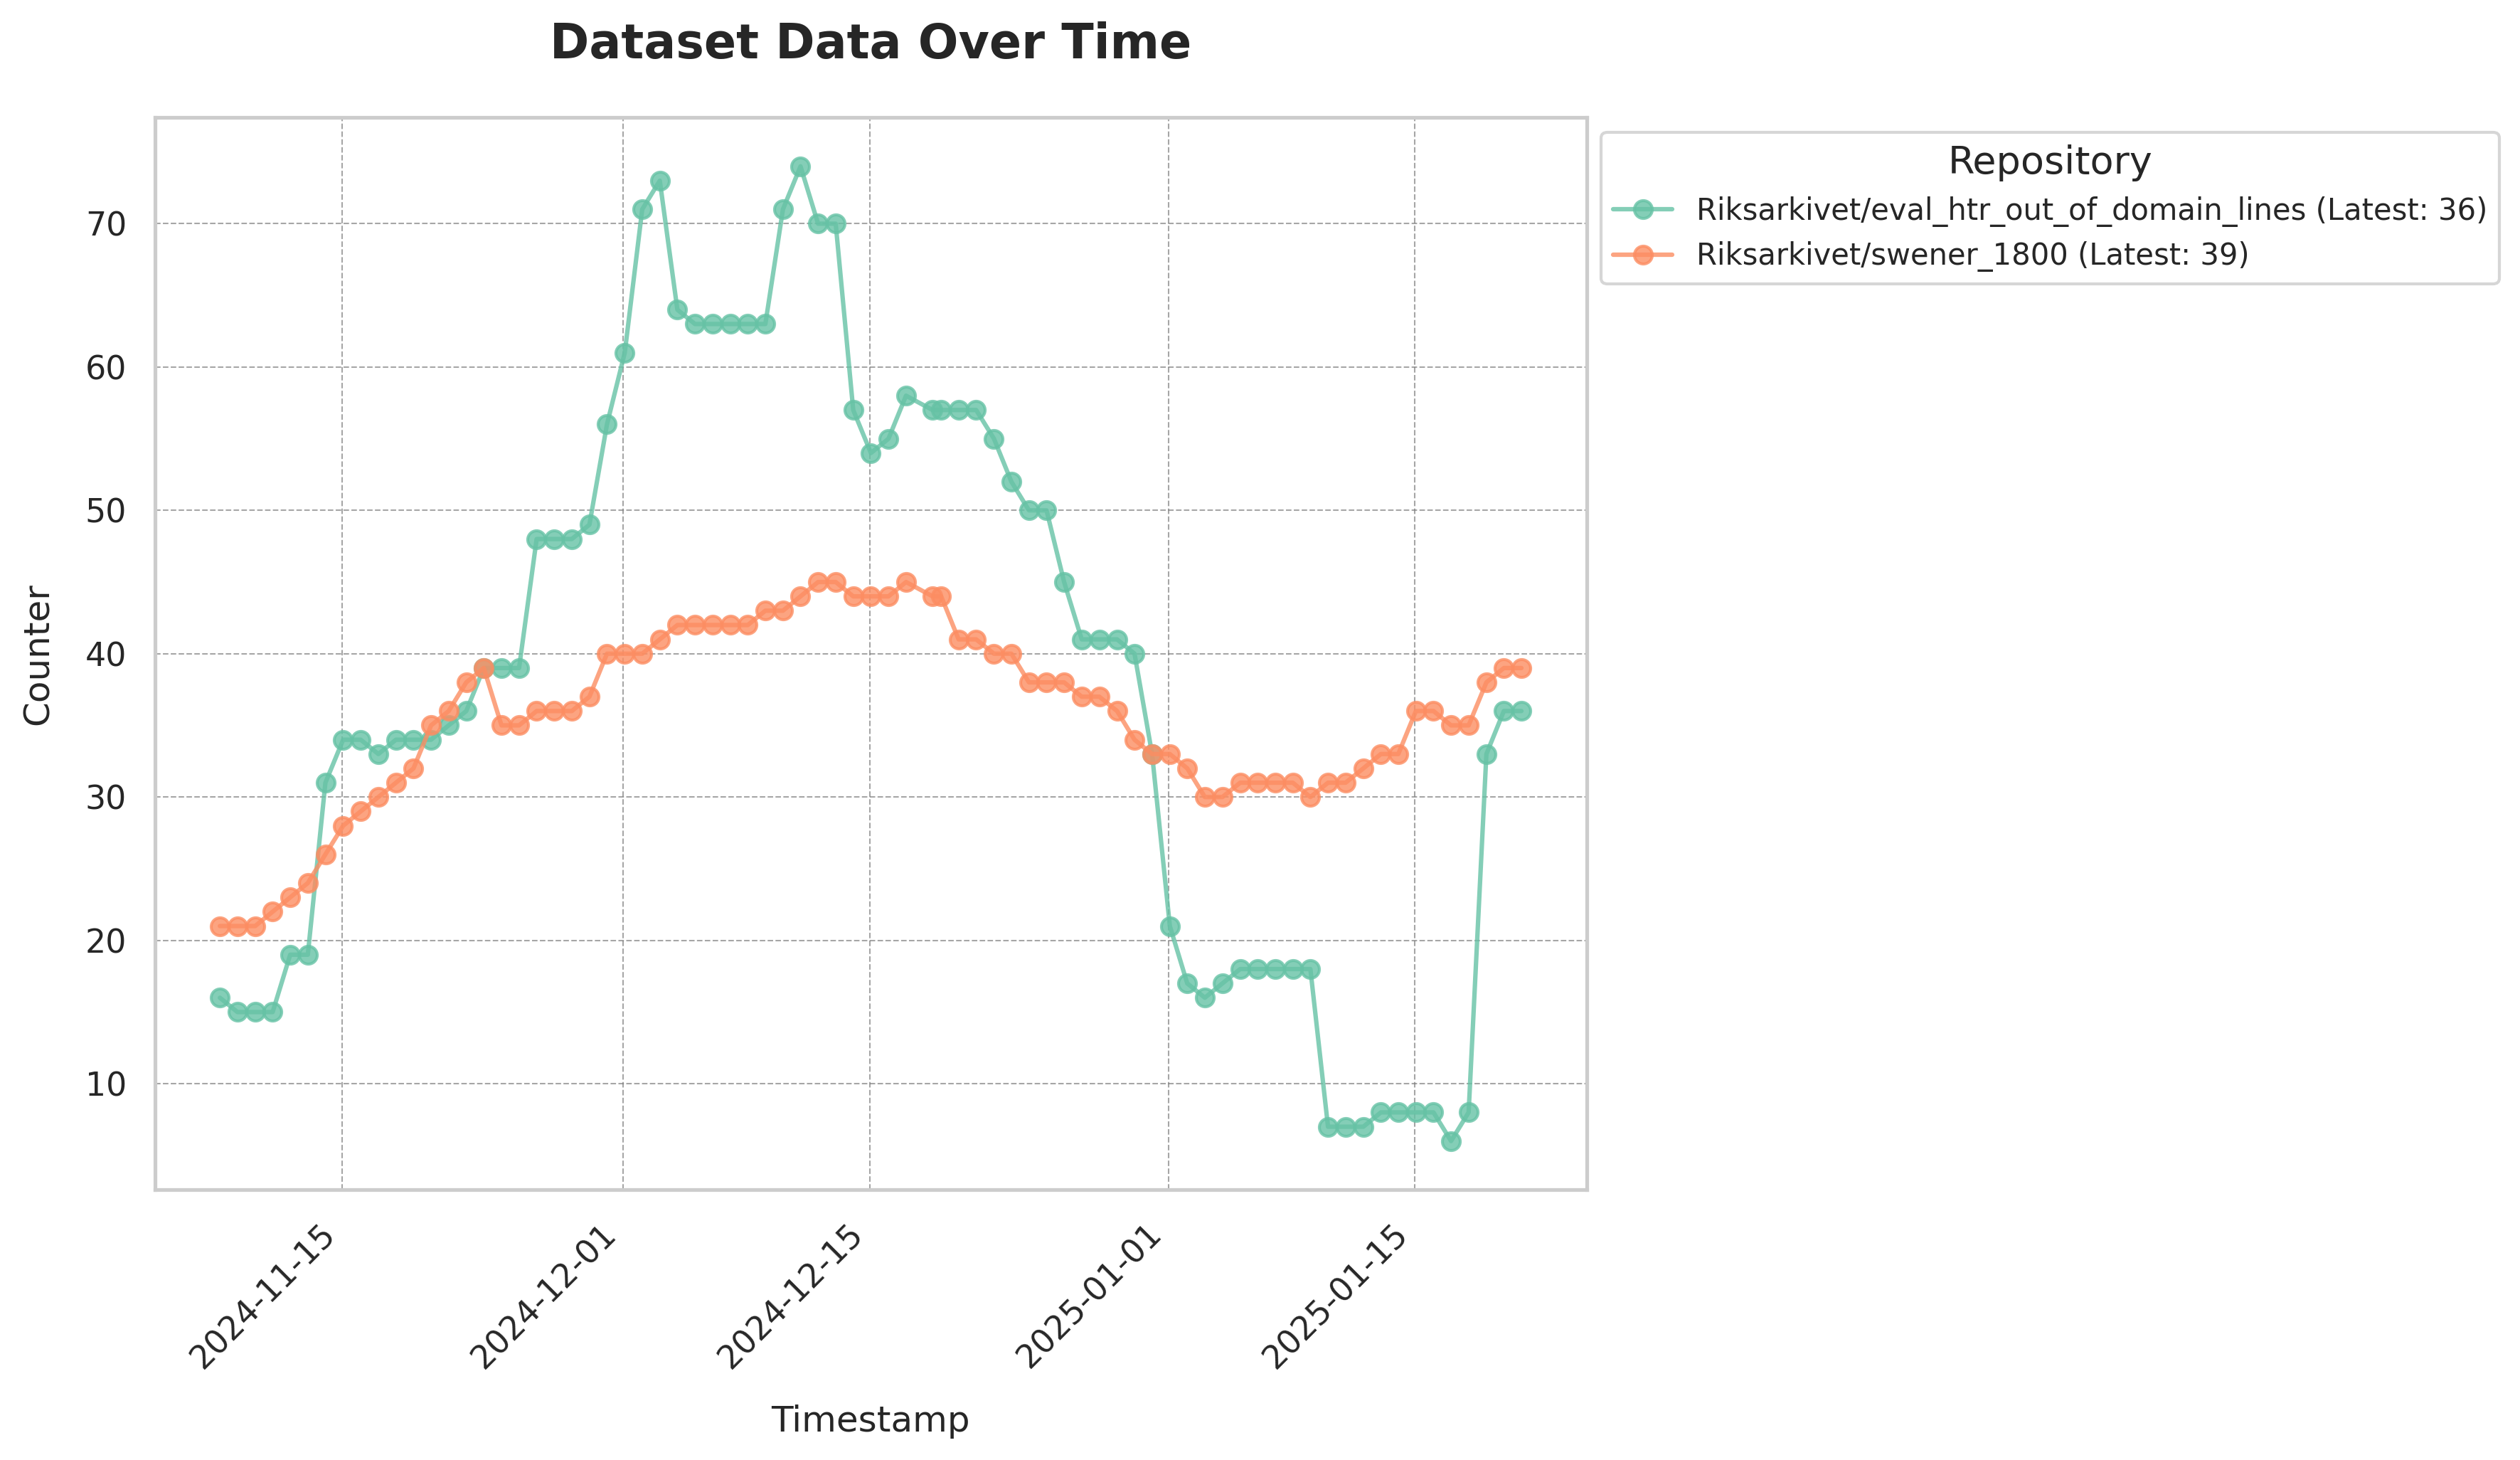 Dataset Data Over Time
Repository
Riksarkivet/eval_htr_out_of_domain_lines (Latest: 36)
Riksarkivet/swener_1800 (Latest: 39)
Counter
70
60
50
40
30
20
10
2024-11-15
2024-12-01
2024-12-15
2025-01-01
2025-01-15
Timestamp